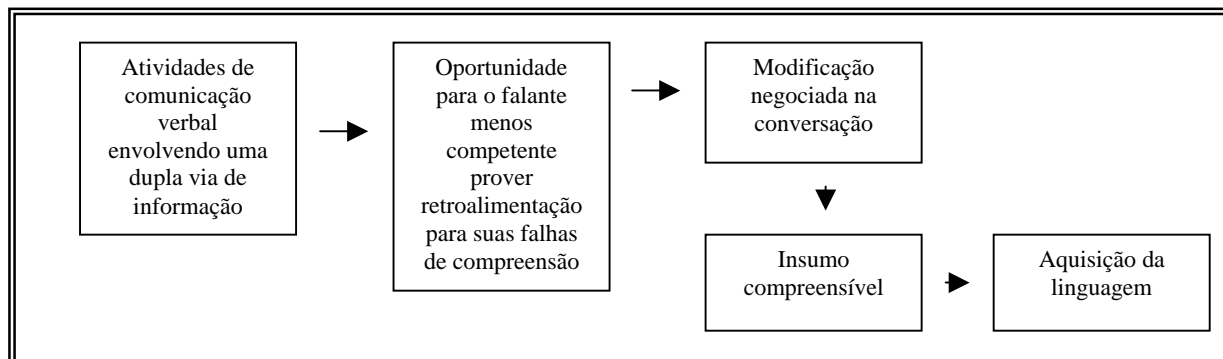 Atividades de
comunicação
verbal
envolvendo uma
dupla via de
informação
Oportunidade
para o falante
menos
competente
prover
retroalimentação
para suas falhas
de compreensão
Modificação
negociada na
conversação
Insumo
compreensível
Aquisição da
linguagem